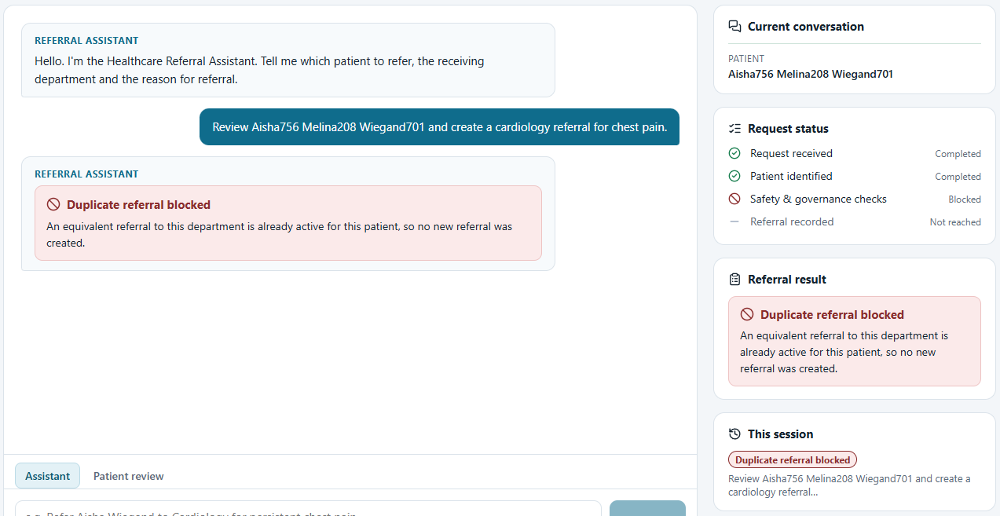 REFERRAL ASSISTANT
Hello. I'm the Healthcare Referral Assistant. Tell me which patient to refer, the receiving
department and the reason for referral.
Review Aisha756 Melina208 Wiegand701 and create a cardiology referral for chest pain.
REFERRAL ASSISTANT
Duplicate referral blocked
An equivalent referral to this department is already active for this patient, so no new referral was
created.
Assistant
Patient review
e.g. Refer Aisha Wiegand to Cardiology for persistent chest pain
Current conversation
PATIENT
Aisha756 Melina208 Wiegand701
Request status
Request received Completed
Patient identified Completed
Safety & governance checks Blocked
Referral recorded Not reached
Referral result
Duplicate referral blocked
An equivalent referral to this department is
already active for this patient, so no new
referral was created.
This session
Duplicate referral blocked
Review Aisha756 Melina208 Wiegand701 and create a
cardiology referral...